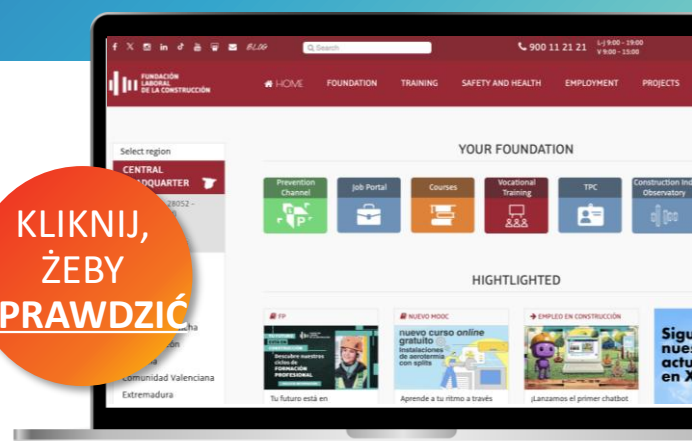 BLOG
Search
900 11 21 21
L-J 9:00 - 19:00
V 9:00 - 15:00
FUNDACIÓN
LABORAL
DE LA CONSTRUCCIÓN
HOME FOUNDATION TRAINING SAFETY AND HEALTH EMPLOYMENT PROJECTS
Select region
CENTRAL
28052 -
Comunidad Valenciana
Extremadura
KLIKNIJ,
ŻEBY
PRAWDZIĆ
YOUR FOUNDATION
Prevention
Channel
Job Portal
Courses
Vocational
Training
TPC
Construction Ind
Observatory
HIGHTLIGHTED
FP
Descubre nuestros
ciclos de
FORMACIÓN
PROFESIONAL
Tu futuro está en
NUEVO MOOC
nuevo curso online
gratuito
Instalaciones
de aerotermia
con splits
Aprende a tu ritmo a través
EMPLEO EN CONSTRUCCIÓN
¡Lanzamos el primer chatbot
Sigu
nues
actu
en X